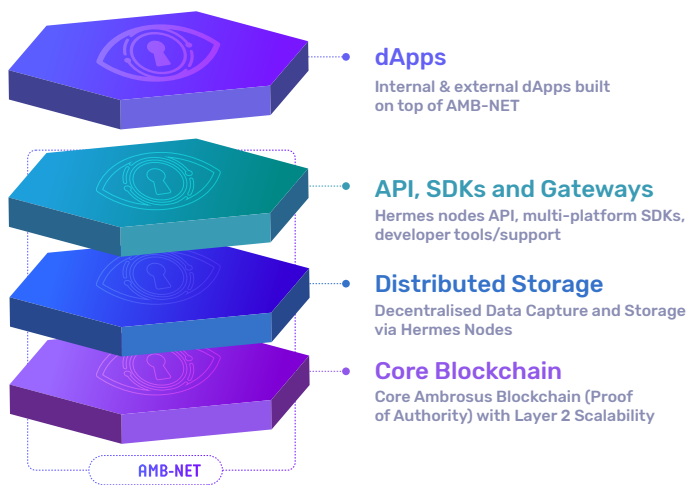 dApps
Internal & external dApps built
on top of AMB-NET
API, SDKs and Gateways
Hermes nodes API, multi-platform SDKs,
developer tools/support
Distributed Storage
Decentralised Data Capture and Storage
via Hermes Nodes
Core Blockchain
Core Ambrosus Blockchain (Proof
of Authority) with Layer 2 Scalability
AMB-NET